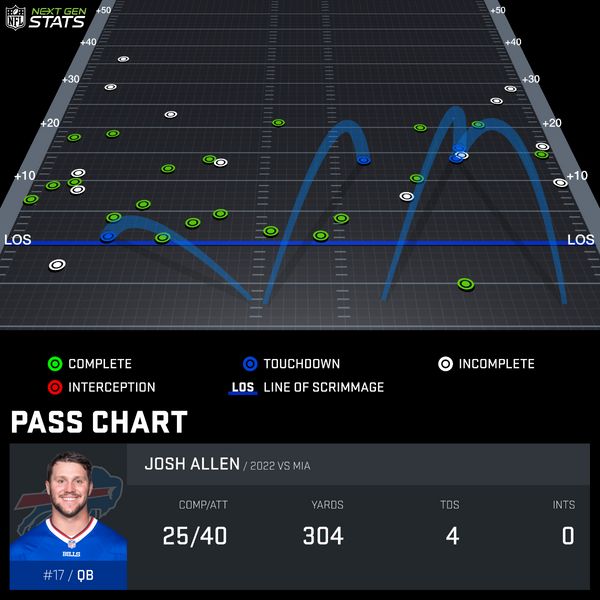 NFL NEXT GEN STATS
+50 +50
+30 +30
+20 +20
+10 +10
LOS LOS
COMPLETE TOUCHDOWN INCOMPLETE
INTERCEPTION LOS LINE OF SCRIMMAGE
PASS CHART
JOSH ALLEN / 2022 VS MIA
COMP/ATT YARDS TDS INTS
25/40 304 4 0
BILLS
#17 / QB